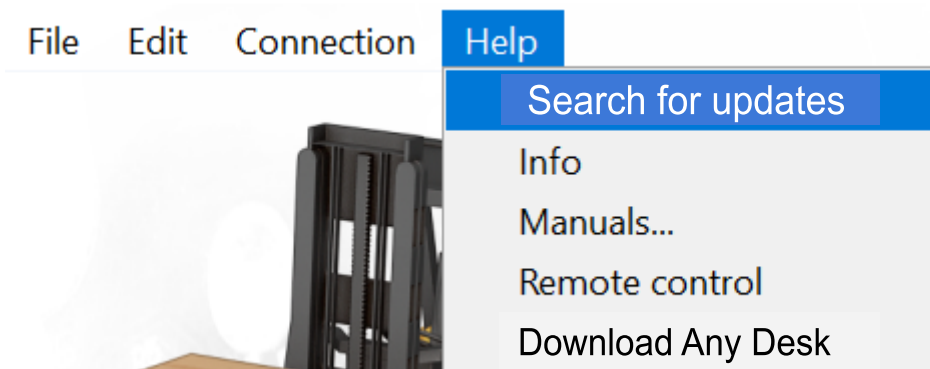 File Edit Connection Help
Search for updates
Info
Manuals...
Remote control
Download Any Desk